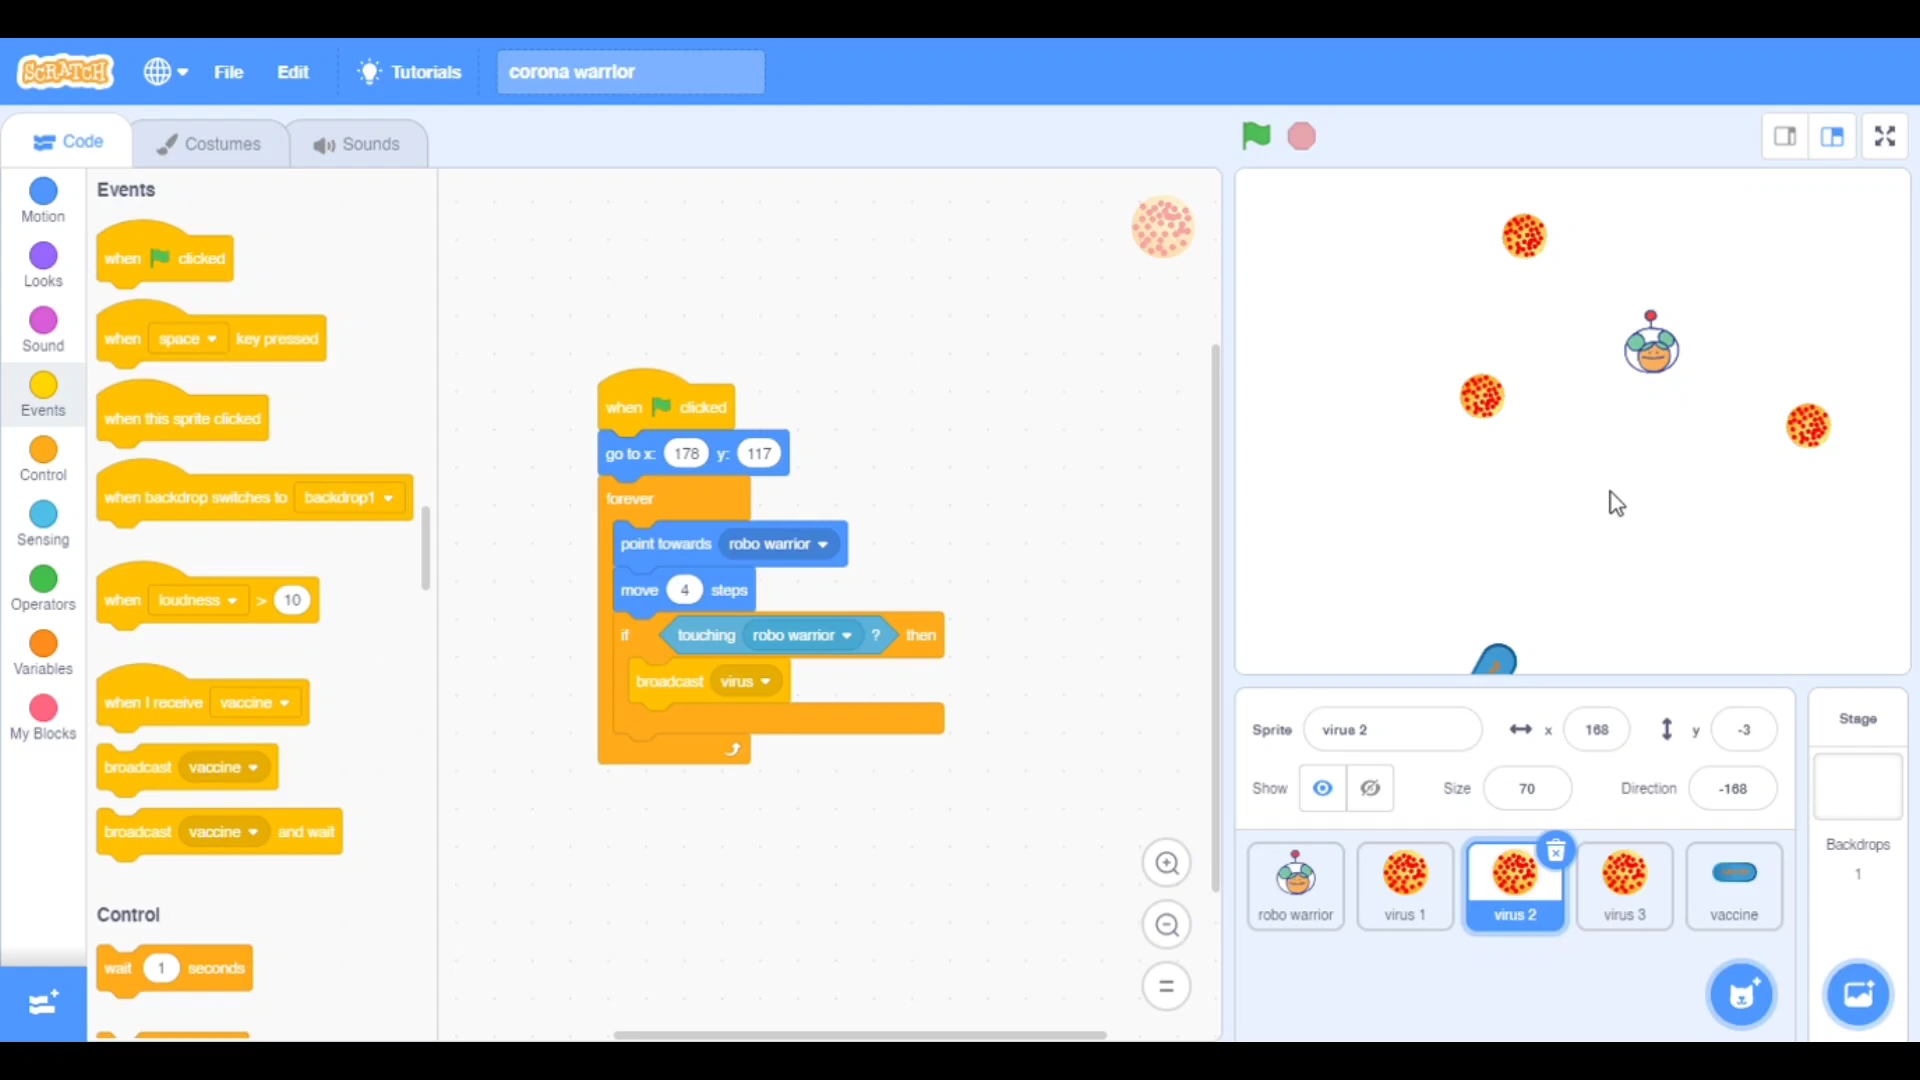 SCRATCH File Edit Tutorials corona warrior
Code Costumes Sounds
Motion
Looks
Sound
Events
Control
Sensing
Operators
Variables
My Blocks
Events
when clicked
when space key pressed
when this sprite clicked
when backdrop switches to backdrop1
when loudness > 10
when I receive vaccine
broadcast vaccine
broadcast vaccine and wait
Control
wait 1 seconds
when clicked
go to x: 178 y: 117
forever
point towards robo warrior
move 4 steps
if touching robo warrior ? then
broadcast virus
Sprite virus 2 x 168 y -3
Show Size 70 Direction -168
robo warrior
virus 1
virus 2
virus 3
vaccine
Stage
Backdrops
1